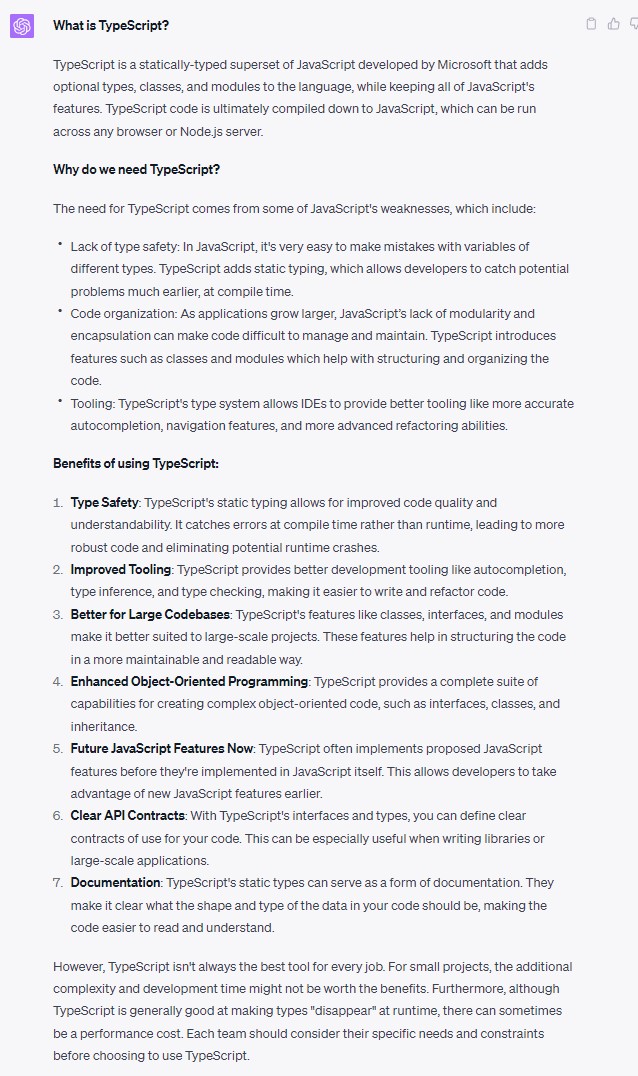 What is TypeScript?
TypeScript is a statically-typed superset of JavaScript developed by Microsoft that adds
optional types, classes, and modules to the language, while keeping all of JavaScript's
features. TypeScript code is ultimately compiled down to JavaScript, which can be run
across any browser or Node.js server.
Why do we need TypeScript?
The need for TypeScript comes from some of JavaScript's weaknesses, which include:
• Lack of type safety: In JavaScript, it's very easy to make mistakes with variables of
different types. TypeScript adds static typing, which allows developers to catch potential
problems much earlier, at compile time.
• Code organization: As applications grow larger, JavaScript's lack of modularity and
encapsulation can make code difficult to manage and maintain. TypeScript introduces
features such as classes and modules which help with structuring and organizing the
code.
• Tooling: TypeScript's type system allows IDEs to provide better tooling like more accurate
autocompletion, navigation features, and more advanced refactoring abilities.
Benefits of using TypeScript:
1. Type Safety: TypeScript's static typing allows for improved code quality and
understandability. It catches errors at compile time rather than runtime, leading to more
robust code and eliminating potential runtime crashes.
2. Improved Tooling: TypeScript provides better development tooling like autocompletion,
type inference, and type checking, making it easier to write and refactor code.
3. Better for Large Codebases: TypeScript's features like classes, interfaces, and modules
make it better suited to large-scale projects. These features help in structuring the code
in a more maintainable and readable way.
4. Enhanced Object-Oriented Programming: TypeScript provides a complete suite of
capabilities for creating complex object-oriented code, such as interfaces, classes, and
inheritance.
5. Future JavaScript Features Now: TypeScript often implements proposed JavaScript
features before they're implemented in JavaScript itself. This allows developers to take
advantage of new JavaScript features earlier.
6. Clear API Contracts: With TypeScript's interfaces and types, you can define clear
contracts of use for your code. This can be especially useful when writing libraries or
large-scale applications.
7. Documentation: TypeScript's static types can serve as a form of documentation. They
make it clear what the shape and type of the data in your code should be, making the
code easier to read and understand.
However, TypeScript isn't always the best tool for every job. For small projects, the additional
complexity and development time might not be worth the benefits. Furthermore, although
TypeScript is generally good at making types "disappear" at runtime, there can sometimes
be a performance cost. Each team should consider their specific needs and constraints
before choosing to use TypeScript.